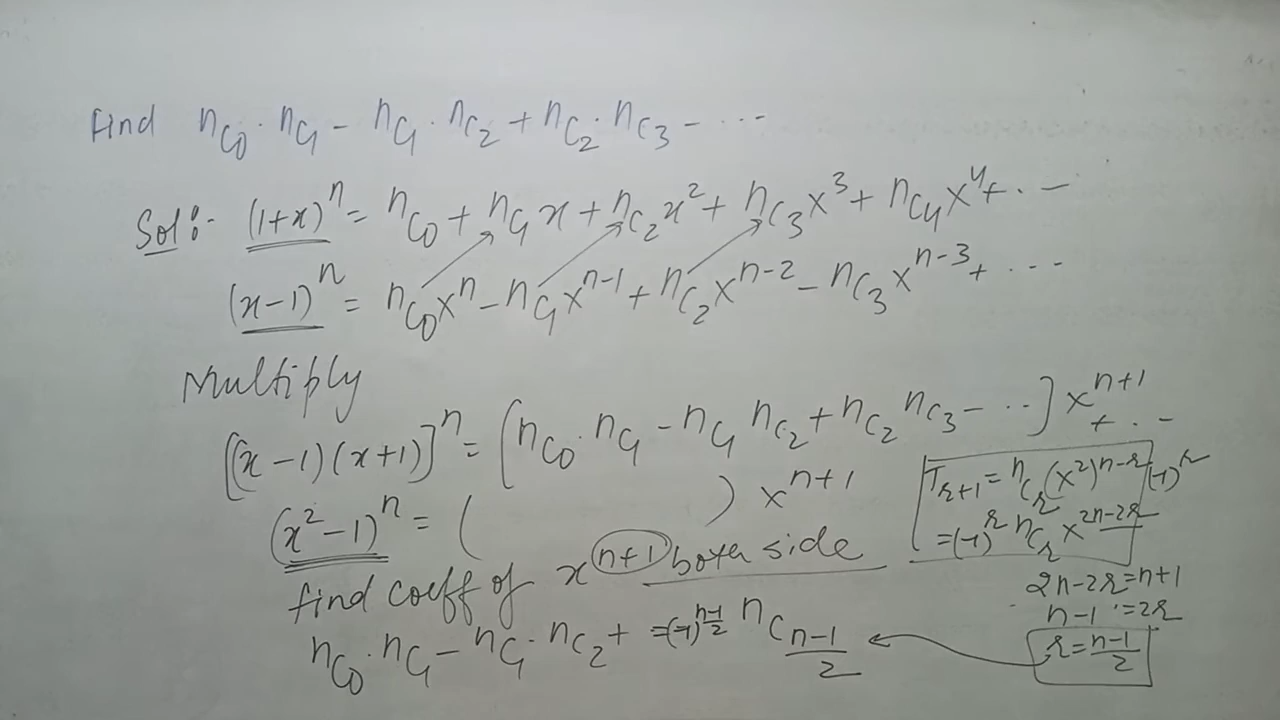 Find nC0 · nC1 - nC1 · nC2 + nC2 · nC3 - ...
Sol:- (1+x)^n = nC0 + nC1 x + nC2 x^2 + nC3 x^3 + nC4 x^4 + ...
(x-1)^n = nC0 x^n - nC1 x^(n-1) + nC2 x^(n-2) - nC3 x^(n-3) + ...
Multiply
[(x-1)(x+1)]^n = [nC0 · nC1 - nC1 nC2 + nC2 nC3 - ...] x^(n+1) + ...
(x^2-1)^n = ( ) x^(n+1)
T_(r+1) = nCr (x^2)^(n-r) (-1)^r
= (-1)^r nCr x^(2n-2r)
find coeff of x^(n+1) both side
2n-2r = n+1
n-1 = 2r
r = (n-1)/2
nC0 · nC1 - nC1 · nC2 + = (-1)^((n-1)/2) nC((n-1)/2)